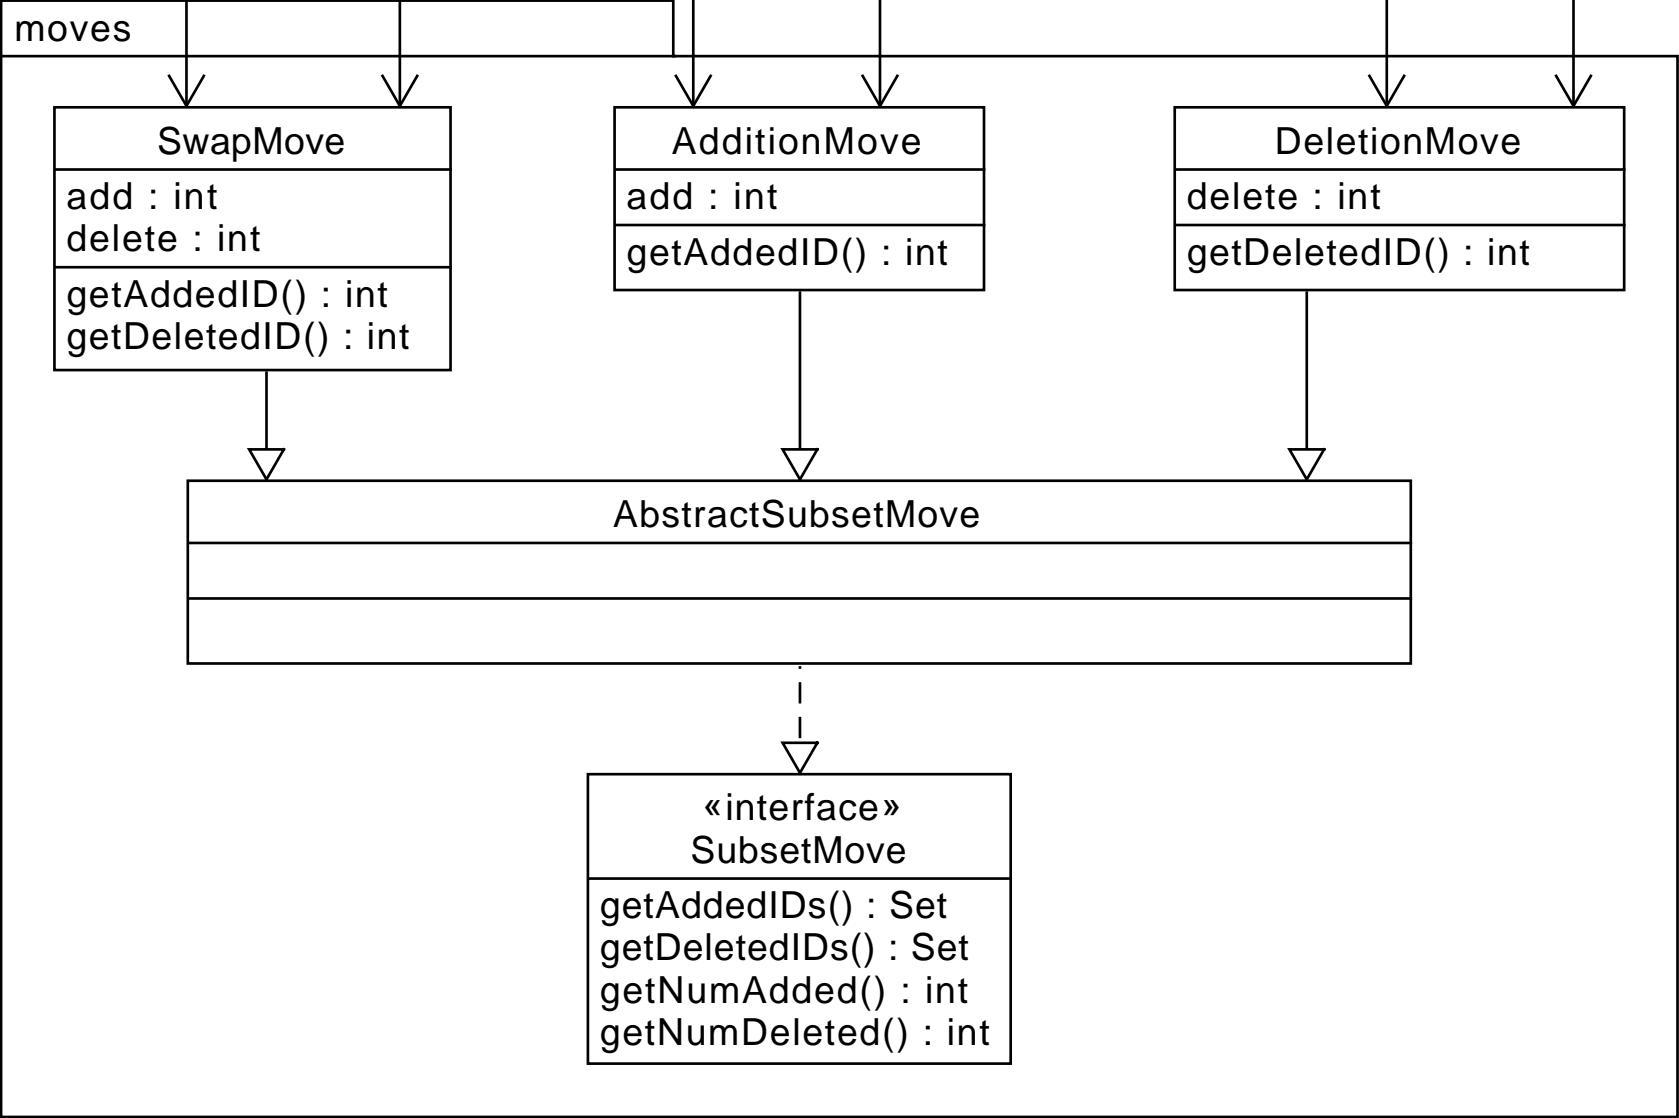 moves
SwapMove
add : int
delete : int
getAddedID() : int
getDeletedID() : int
AdditionMove
add : int
getAddedID() : int
DeletionMove
delete : int
getDeletedID() : int
AbstractSubsetMove
«interface»
SubsetMove
getAddedIDs() : Set
getDeletedIDs() : Set
getNumAdded() : int
getNumDeleted() : int